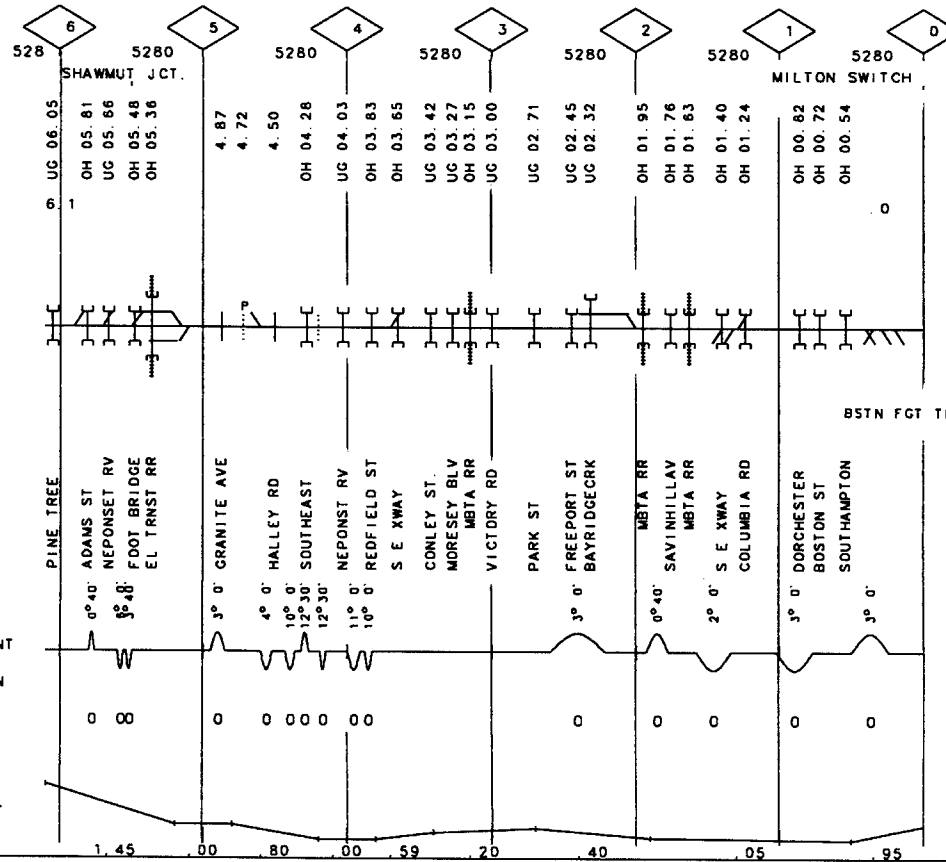 6 5 4 3 2 1 0
528 5280 5280 5280 5280 5280 5280
SHAWMUT JCT.
MILTON SWITCH
UG 06.05
OH 05.81
UG 05.66
OH 05.48
OH 05.36
4.87
4.72
4.50
OH 04.28
UG 04.03
OH 03.83
OH 03.65
UG 03.42
UG 03.27
OH 03.15
UG 03.00
UG 02.71
UG 02.45
UG 02.32
OH 01.95
OH 01.76
OH 01.63
OH 01.40
OH 01.24
OH 00.82
OH 00.72
OH 00.54
6.1
.0
P
BSTN FGT T
PINE TREE
ADAMS ST
NEPONSET RV
FOOT BRIDGE
EL TRNST RR
GRANITE AVE
HALLEY RD
SOUTHEAST
NEPONST RV
REDFIELD ST
S E XWAY
CONLEY ST.
MORESEY BLV
MBTA RR
VICTORY RD
PARK ST
FREEPORT ST
BAYRIDGECRK
MBTA RR
SAVINHILLAV
MBTA RR
S E XWAY
COLUMBIA RD
DORCHESTER
BOSTON ST
SOUTHAMPTON
0° 40'
3° 40'
3° 0'
4° 0'
10° 0'
12° 30'
12° 30'
11° 0'
10° 0'
3° 0'
0° 40'
2° 0'
3° 0'
3° 0'
NT
N
0 00 0 0 0 0 0 0 0 0 0 0 0 0
1.45 .00 .80 .00 .59 .20 .40 .05 .95